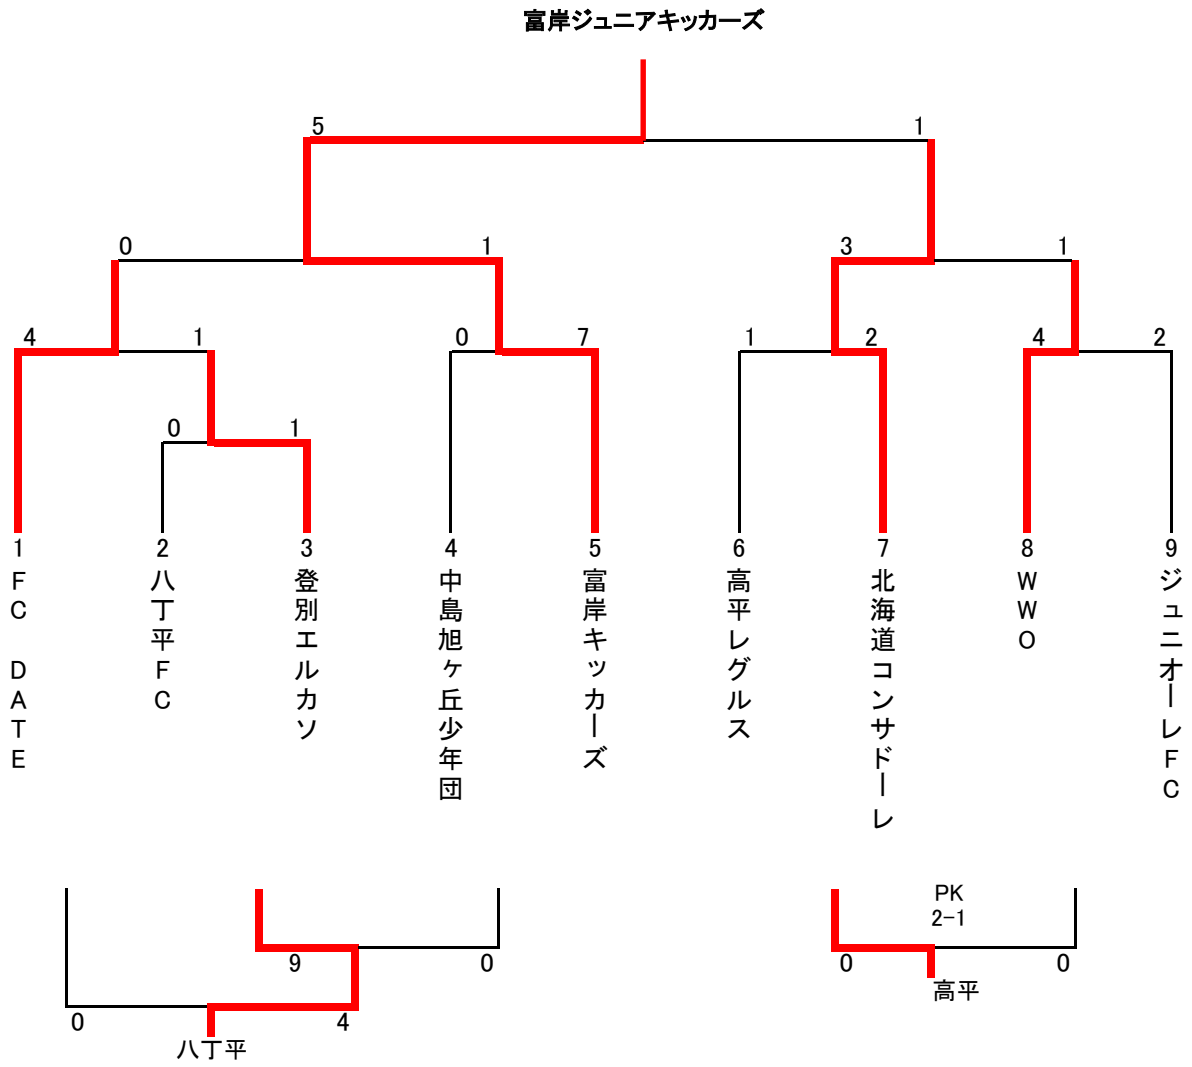 富岸ジュニアキッカーズ
5 1
0 1 3 1
4 1 0 7 1 2 4 2
0 1
1 2 3 4 5 6 7 8 9
FC DATE
八丁平FC
登別エルカソ
中島旭ヶ丘少年団
富岸キッカーズ
高平レグルス
北海道コンサドーレ
WWO
ジュニオーレFC
PK
2-1
9 0 0 0
高平
0 4
八丁平